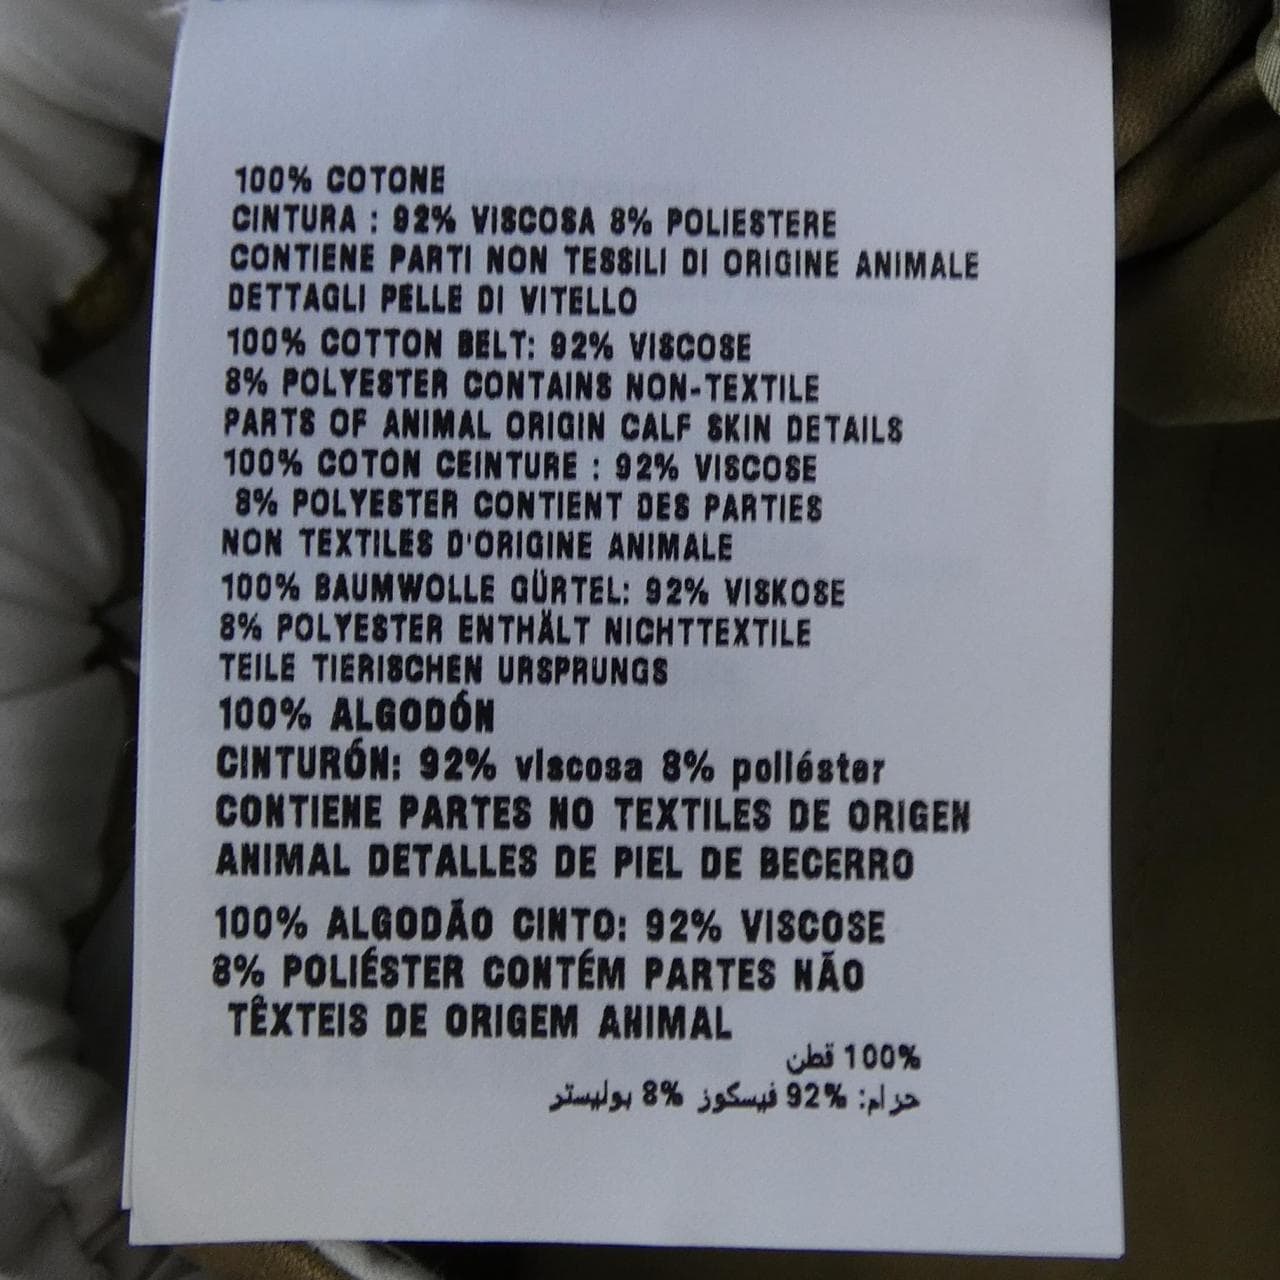 100% COTONE
CINTURA : 92% VISCOSA 8% POLIESTERE
CONTIENE PARTI NON TESSILI DI ORIGINE ANIMALE
DETTAGLI PELLE DI VITELLO
100% COTTON BELT: 92% VISCOSE
8% POLYESTER CONTAINS NON-TEXTILE
PARTS OF ANIMAL ORIGIN CALF SKIN DETAILS
100% COTON CEINTURE : 92% VISCOSE
8% POLYESTER CONTIENT DES PARTIES
NON TEXTILES D'ORIGINE ANIMALE
100% BAUMWOLLE GÜRTEL: 92% VISKOSE
8% POLYESTER ENTHÄLT NICHTTEXTILE
TEILE TIERISCHEN URSPRUNGS
100% ALGODÓN
CINTURÓN: 92% viscosa 8% poliéster
CONTIENE PARTES NO TEXTILES DE ORIGEN
ANIMAL DETALLES DE PIEL DE BECERRO
100% ALGODÃO CINTO: 92% VISCOSE
8% POLIÉSTER CONTÉM PARTES NÃO
TÊXTEIS DE ORIGEM ANIMAL
100% قطن
حزام: 92% فيسكوز 8% بوليستر